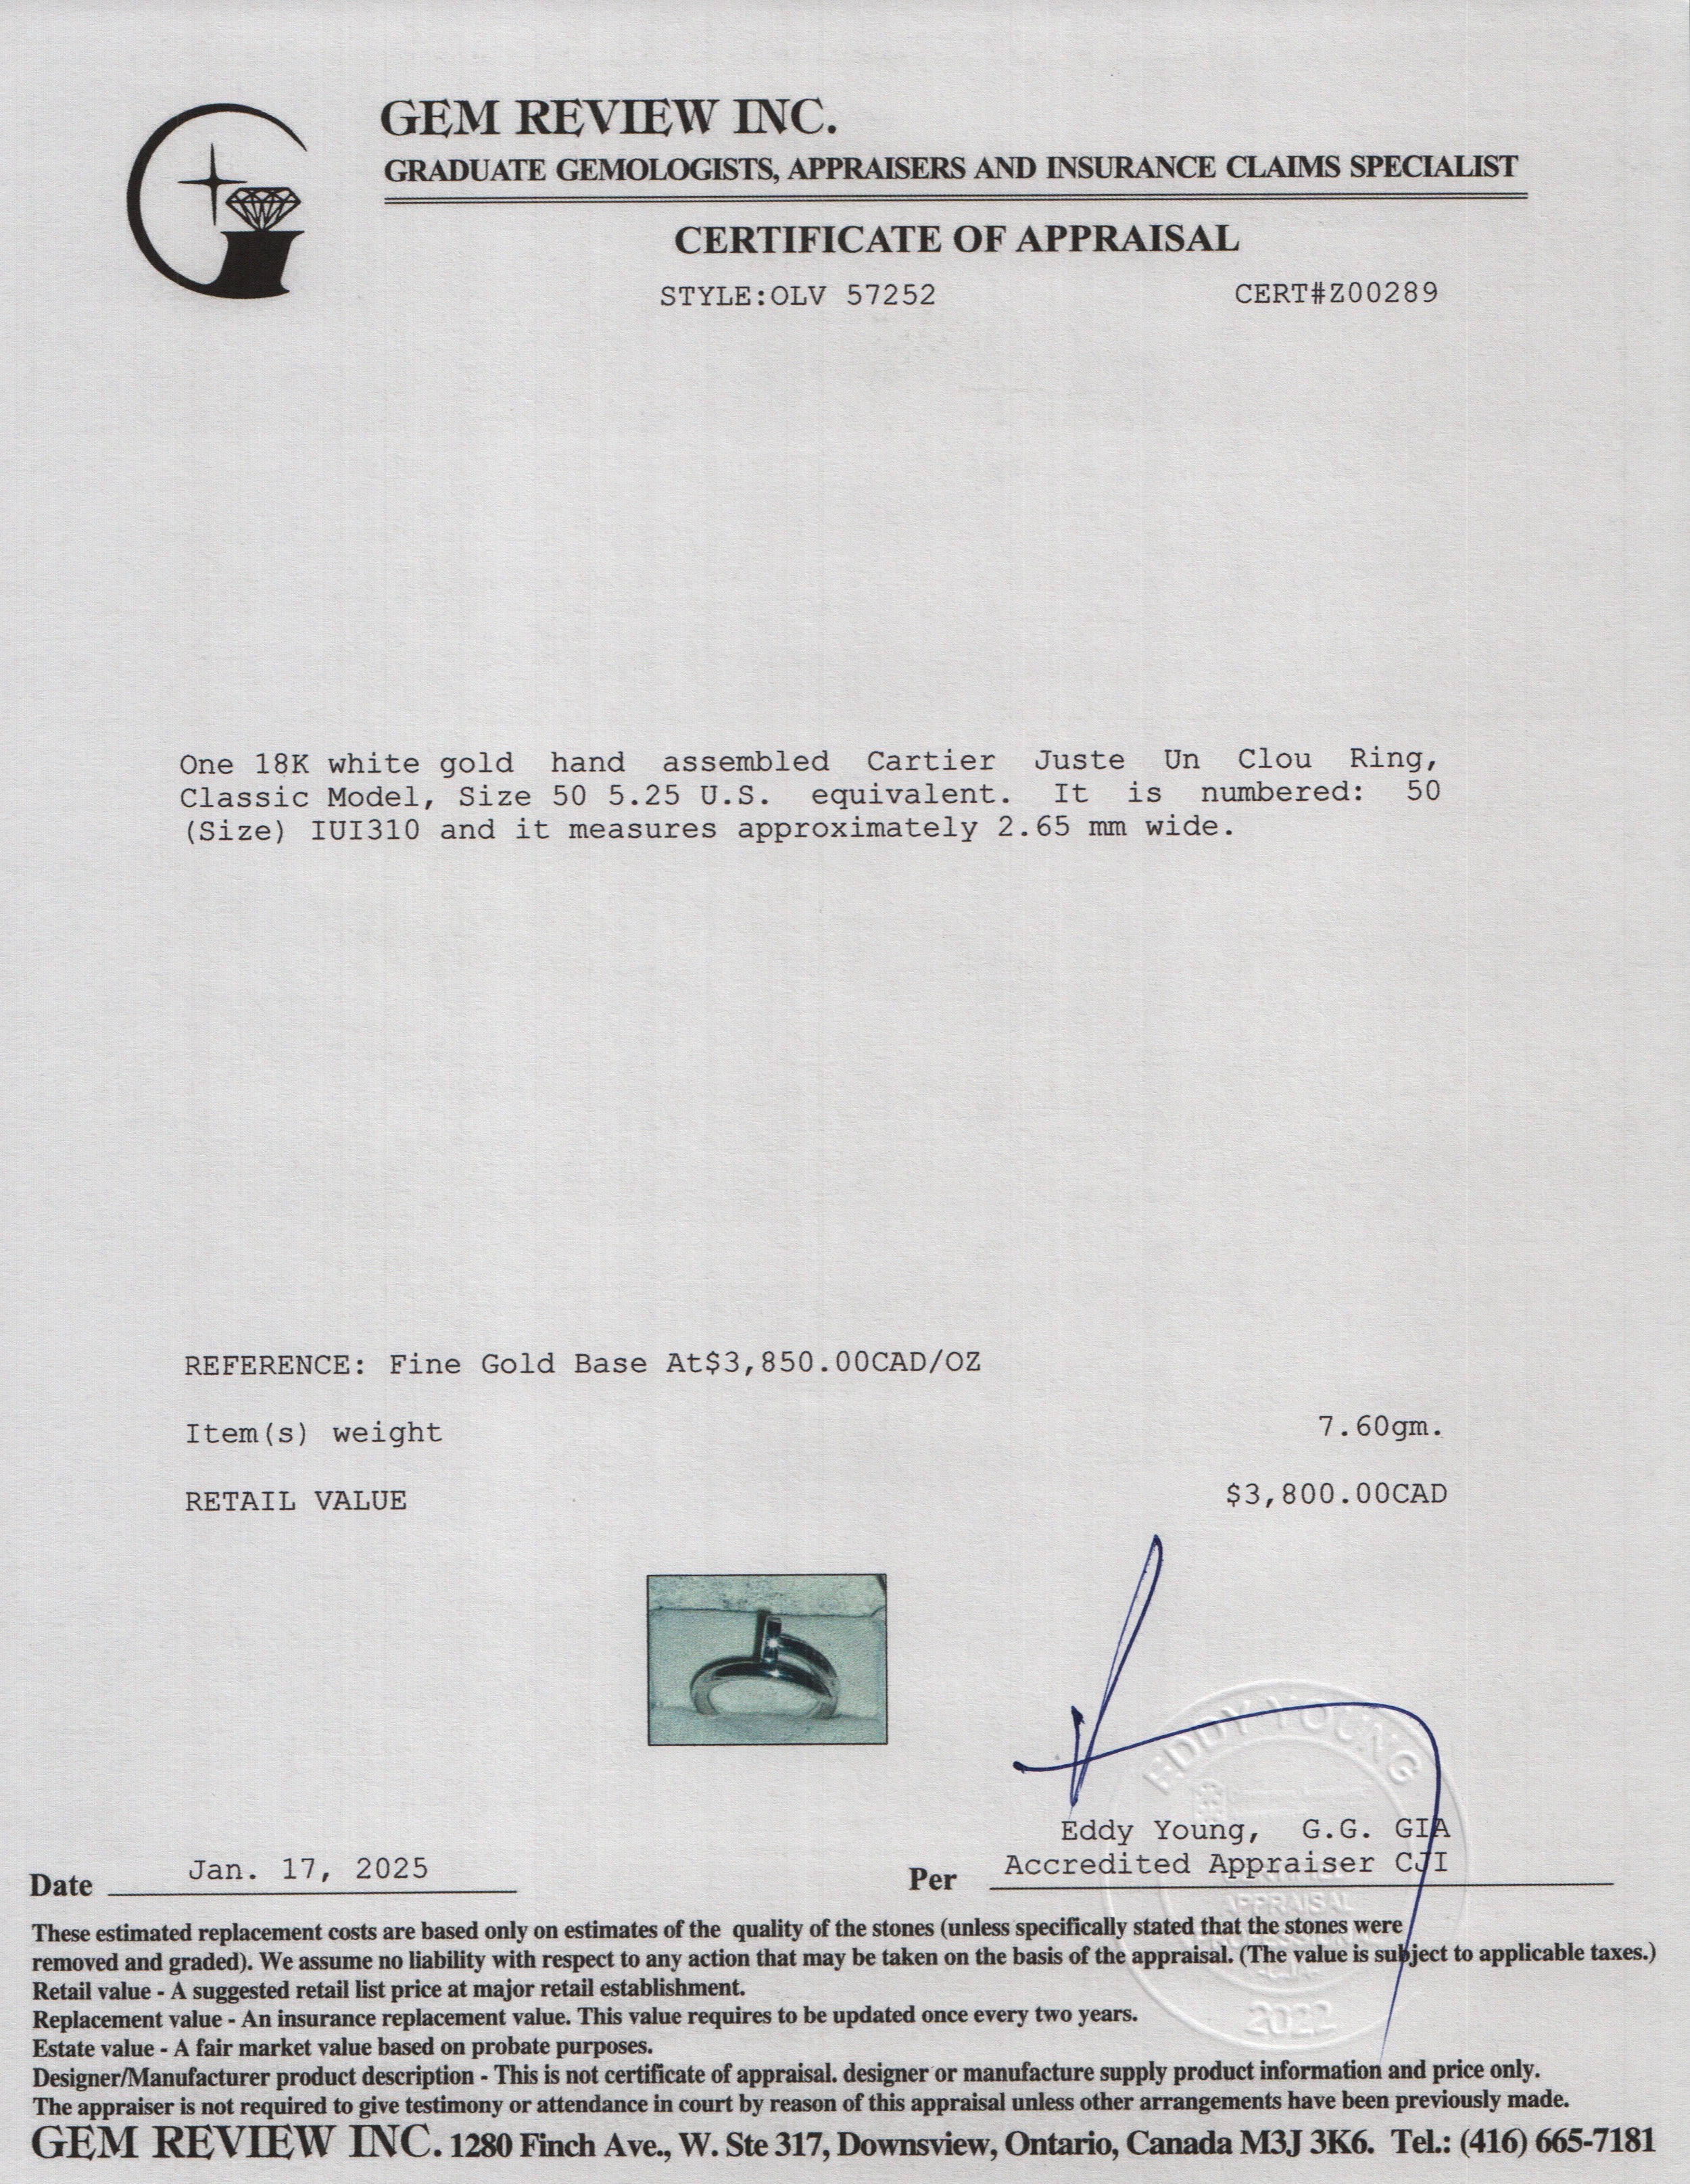 GEM REVIEW INC.
GRADUATE GEMOLOGISTS, APPRAISERS AND INSURANCE CLAIMS SPECIALIST
CERTIFICATE OF APPRAISAL
STYLE:OLV 57252 CERT#Z00289
One 18K white gold hand assembled Cartier Juste Un Clou Ring,
Classic Model, Size 50 5.25 U.S. equivalent. It is numbered: 50
(Size) IUI310 and it measures approximately 2.65 mm wide.
REFERENCE: Fine Gold Base At$3,850.00CAD/OZ
Item(s) weight 7.60gm.
RETAIL VALUE $3,800.00CAD
EDDY YOUNG
Eddy Young, G.G. GIA
Date Jan. 17, 2025 Per Accredited Appraiser CJI
APPRAISAL
2022
These estimated replacement costs are based only on estimates of the quality of the stones (unless specifically stated that the stones were
removed and graded). We assume no liability with respect to any action that may be taken on the basis of the appraisal. (The value is subject to applicable taxes.)
Retail value - A suggested retail list price at major retail establishment.
Replacement value - An insurance replacement value. This value requires to be updated once every two years.
Estate value - A fair market value based on probate purposes.
Designer/Manufacturer product description - This is not certificate of appraisal. designer or manufacture supply product information and price only.
The appraiser is not required to give testimony or attendance in court by reason of this appraisal unless other arrangements have been previously made.
GEM REVIEW INC. 1280 Finch Ave., W. Ste 317, Downsview, Ontario, Canada M3J 3K6. Tel.: (416) 665-7181